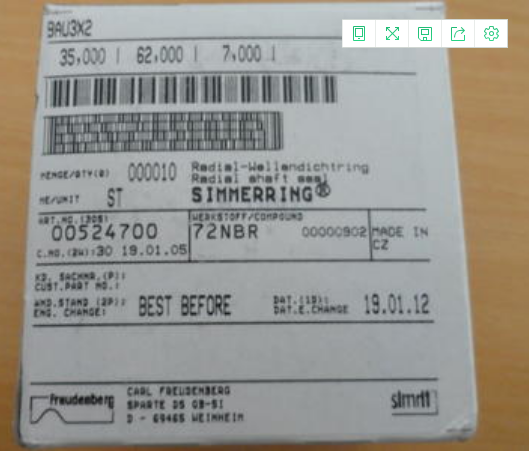 9AU3X2
35,000 | 62,000 | 7,000 |
MENGE/QTY(Q) 000010 Radial-Wellendichtring
Radial shaft seal
ME/UNIT ST SIMMERRING®
ART.NO.(30S) WERKSTOFF/COMPOUND
00524700 72NBR 00000902 MADE IN CZ
C.NO.(2W):30 19.01.05
KD. SACHNR.(P):
CUST.PART NO.:
AND.STAND (2P): BEST BEFORE DAT.(1D): 19.01.12
ENG. CHANGE: DAT.E.CHANGE
Freudenberg CARL FREUDENBERG simrit
SPARTE DS GB-SI
D - 69465 WEINHEIM